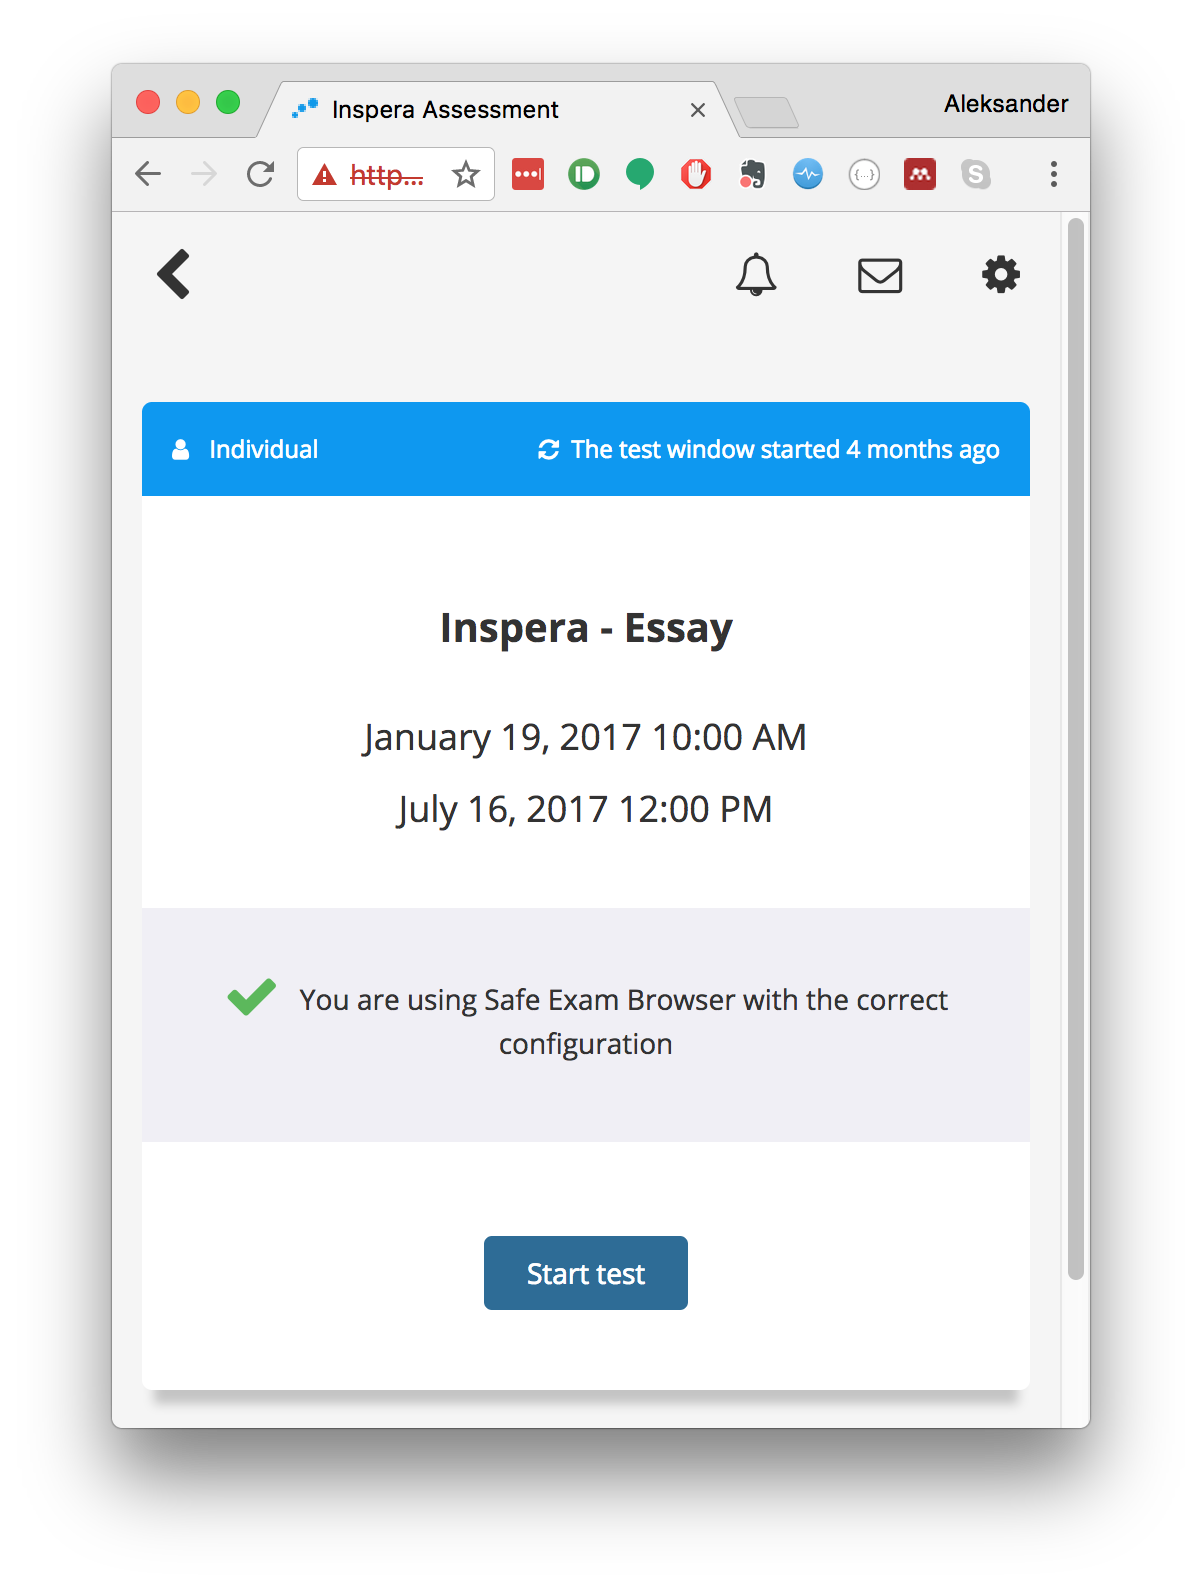 Inspera Assessment
Aleksander
http...
Individual
The test window started 4 months ago
Inspera - Essay
January 19, 2017 10:00 AM
July 16, 2017 12:00 PM
You are using Safe Exam Browser with the correct
configuration
Start test